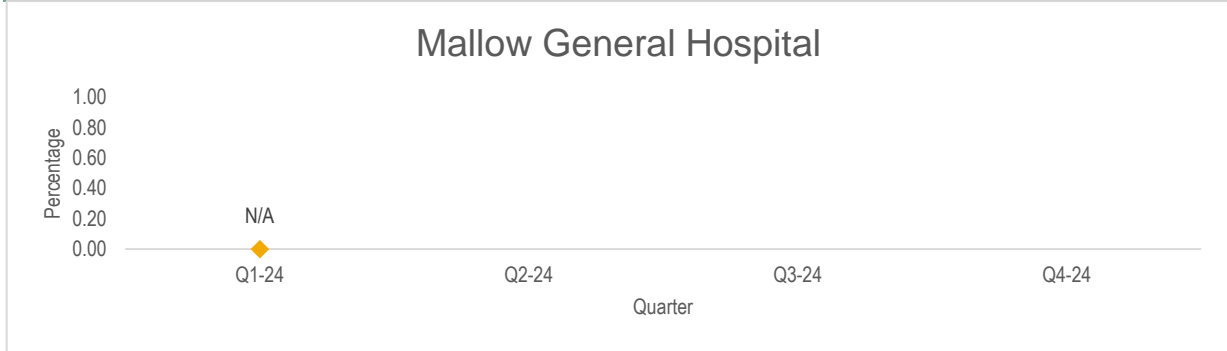 Mallow General Hospital
Percentage
1.00
0.80
0.60
0.40
0.20
0.00
N/A
Q1-24 Q2-24 Q3-24 Q4-24
Quarter